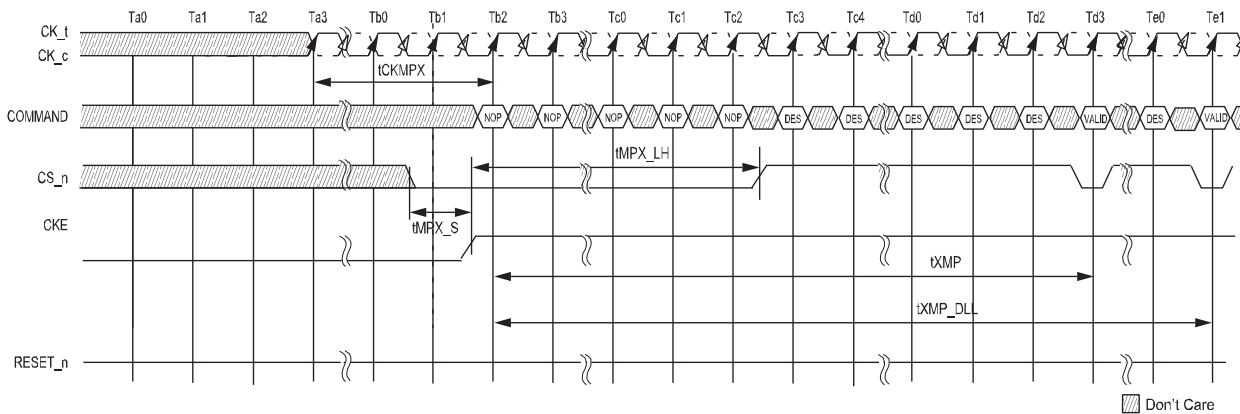 Ta0 Ta1 Ta2 Ta3 Tb0 Tb1 Tb2 Tb3 Tc0 Tc1 Tc2 Tc3 Tc4 Td0 Td1 Td2 Td3 Te0 Te1
CK_t
CK_c
tCKMPX
COMMAND NOP NOP NOP NOP NOP DES DES DES DES DES VALID DES VALID
tMPX_LH
CS_n
tMPX_S
CKE
tXMP
tXMP_DLL
RESET_n
Don't Care